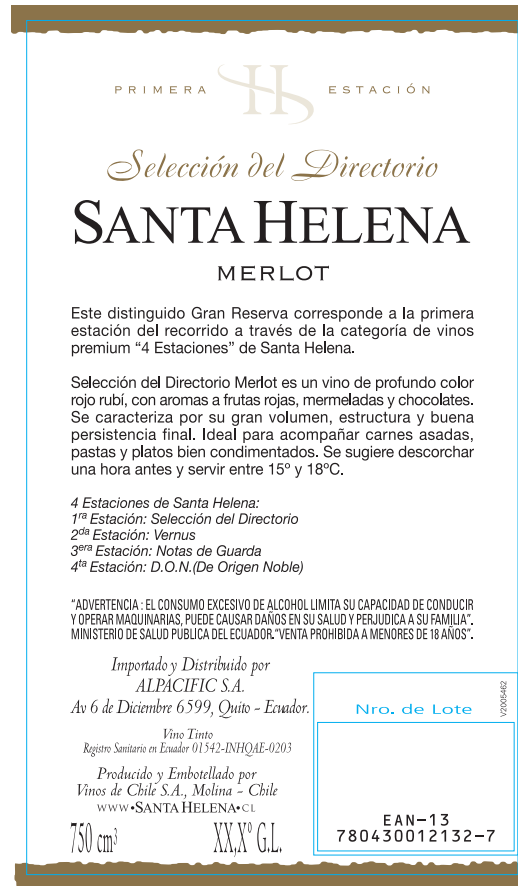 PRIMERA ESTACIÓN
Selección del Directorio
SANTA HELENA
MERLOT
Este distinguido Gran Reserva corresponde a la primera
estación del recorrido a través de la categoría de vinos
premium “4 Estaciones” de Santa Helena.
Selección del Directorio Merlot es un vino de profundo color
rojo rubí, con aromas a frutas rojas, mermeladas y chocolates.
Se caracteriza por su gran volumen, estructura y buena
persistencia final. Ideal para acompañar carnes asadas,
pastas y platos bien condimentados. Se sugiere descorchar
una hora antes y servir entre 15º y 18ºC.
4 Estaciones de Santa Helena:
1ra Estación: Selección del Directorio
2da Estación: Vernus
3era Estación: Notas de Guarda
4ta Estación: D.O.N.(De Origen Noble)
“ADVERTENCIA : EL CONSUMO EXCESIVO DE ALCOHOL LIMITA SU CAPACIDAD DE CONDUCIR
Y OPERAR MAQUINARIAS, PUEDE CAUSAR DAÑOS EN SU SALUD Y PERJUDICA A SU FAMILIA”.
MINISTERIO DE SALUD PUBLICA DEL ECUADOR.“VENTA PROHIBIDA A MENORES DE 18 AÑOS”.
Importado y Distribuido por
ALPACIFIC S.A.
Av 6 de Diciembre 6599, Quito - Ecuador.
Vino Tinto
Registro Sanitario en Ecuador 01542-INHQAE-0203
Producido y Embotellado por
Vinos de Chile S.A., Molina - Chile
WWW•SANTA HELENA•CL
750 cm³ XX,Xº G.L.
Nro. de Lote
V2005462
EAN-13
780430012132-7